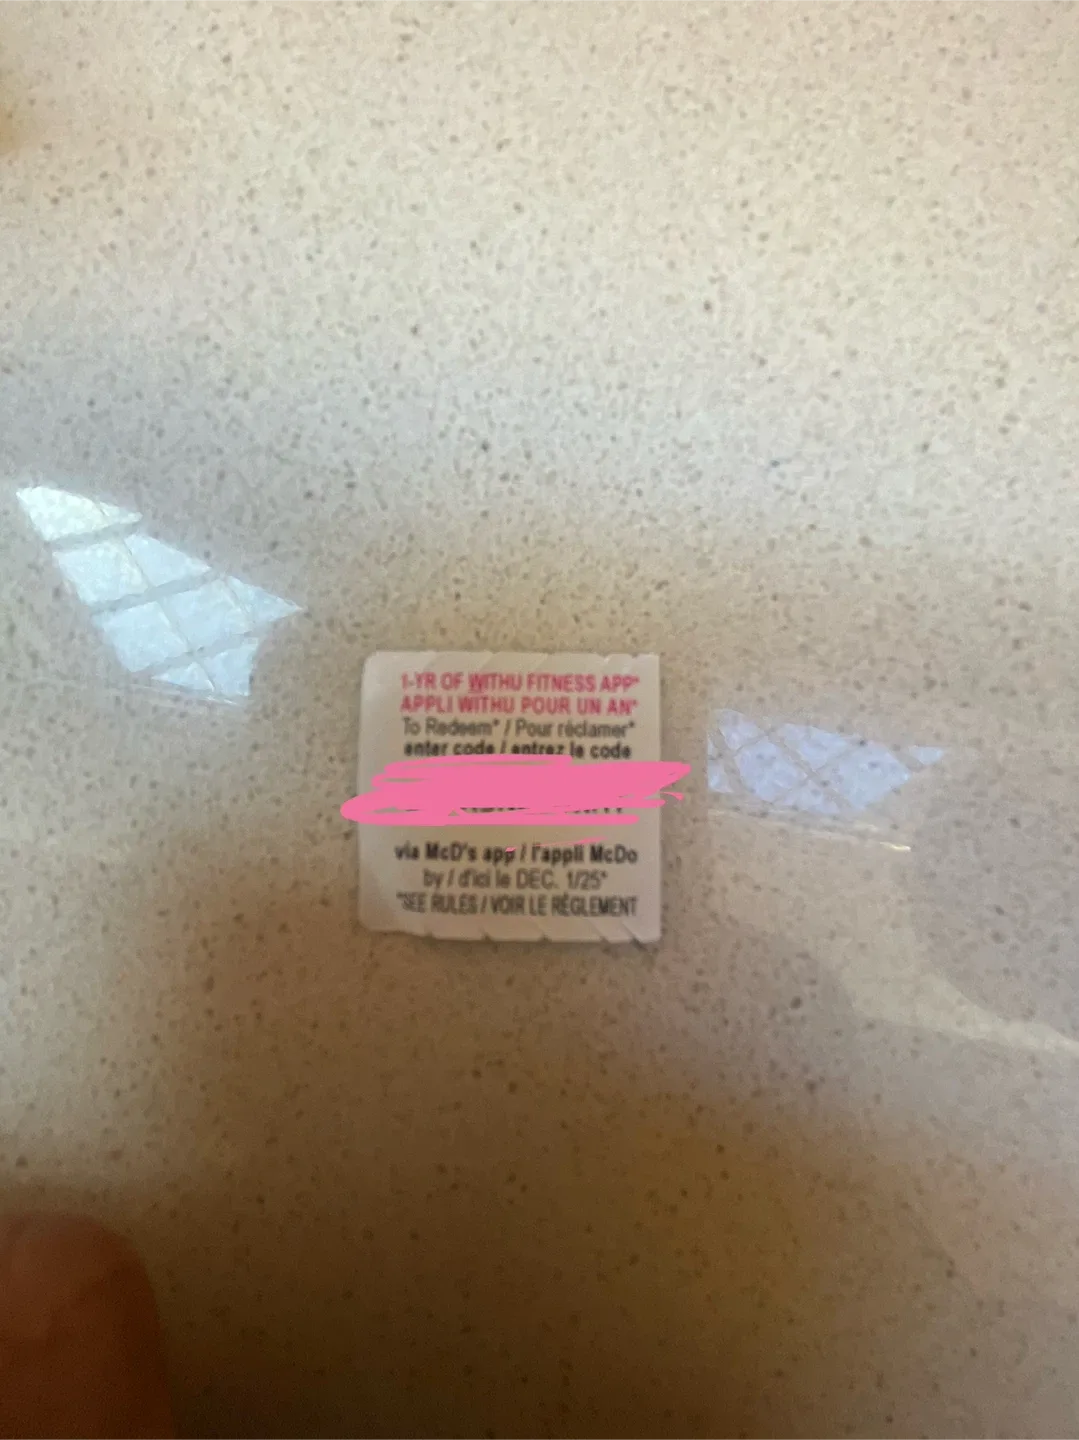 1-YR OF WITHU FITNESS APP*
APPLI WITHU POUR UN AN*
To Redeem* / Pour réclamer*
enter code / entrez le code
via McD's app / l'appli McDo
by / d'ici le DEC. 1/25*
*SEE RULES / VOIR LE RÈGLEMENT